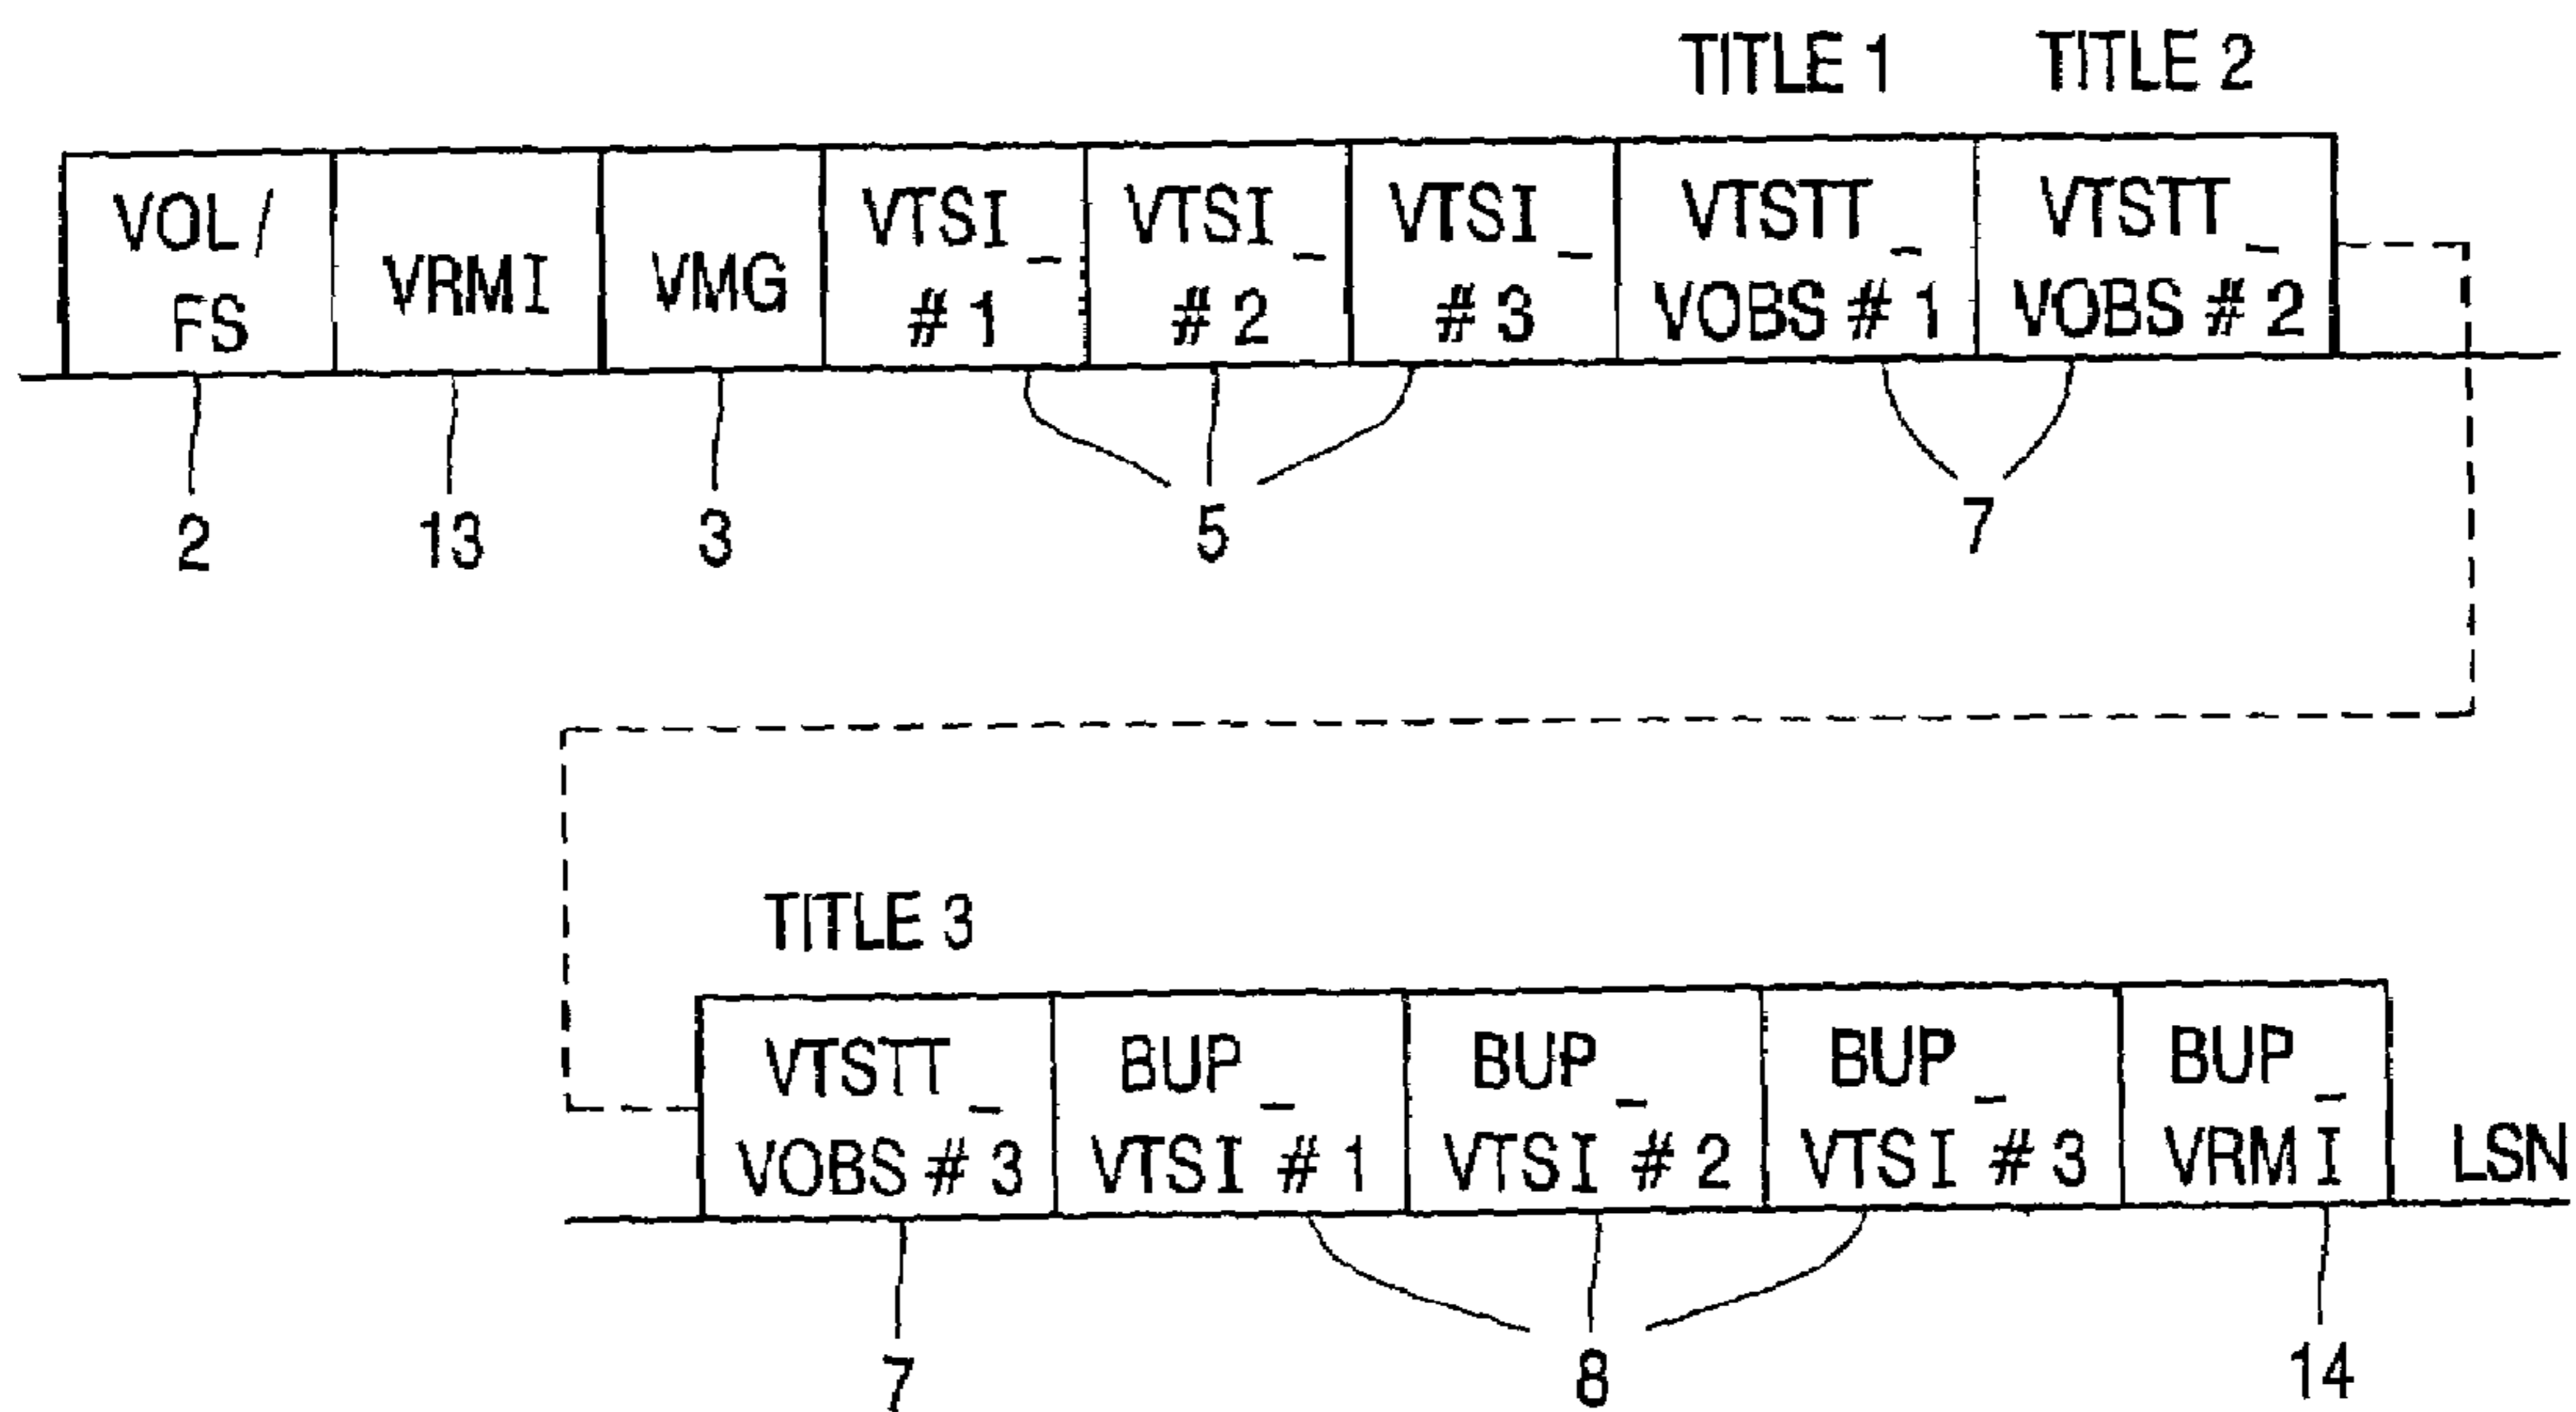 TITLE 1 TITLE 2
VOL/ FS
VRMI
VMG
VTSI_ #1
VTSI_ #2
VTSI_ #3
VTSTT_ VOBS #1
VTSTT_ VOBS #2
2 13 3 5 7
TITLE 3
VTSTT_ VOBS #3
BUP_ VTSI #1
BUP_ VTSI #2
BUP_ VTSI #3
BUP_ VRMI
LSN
7 8 14